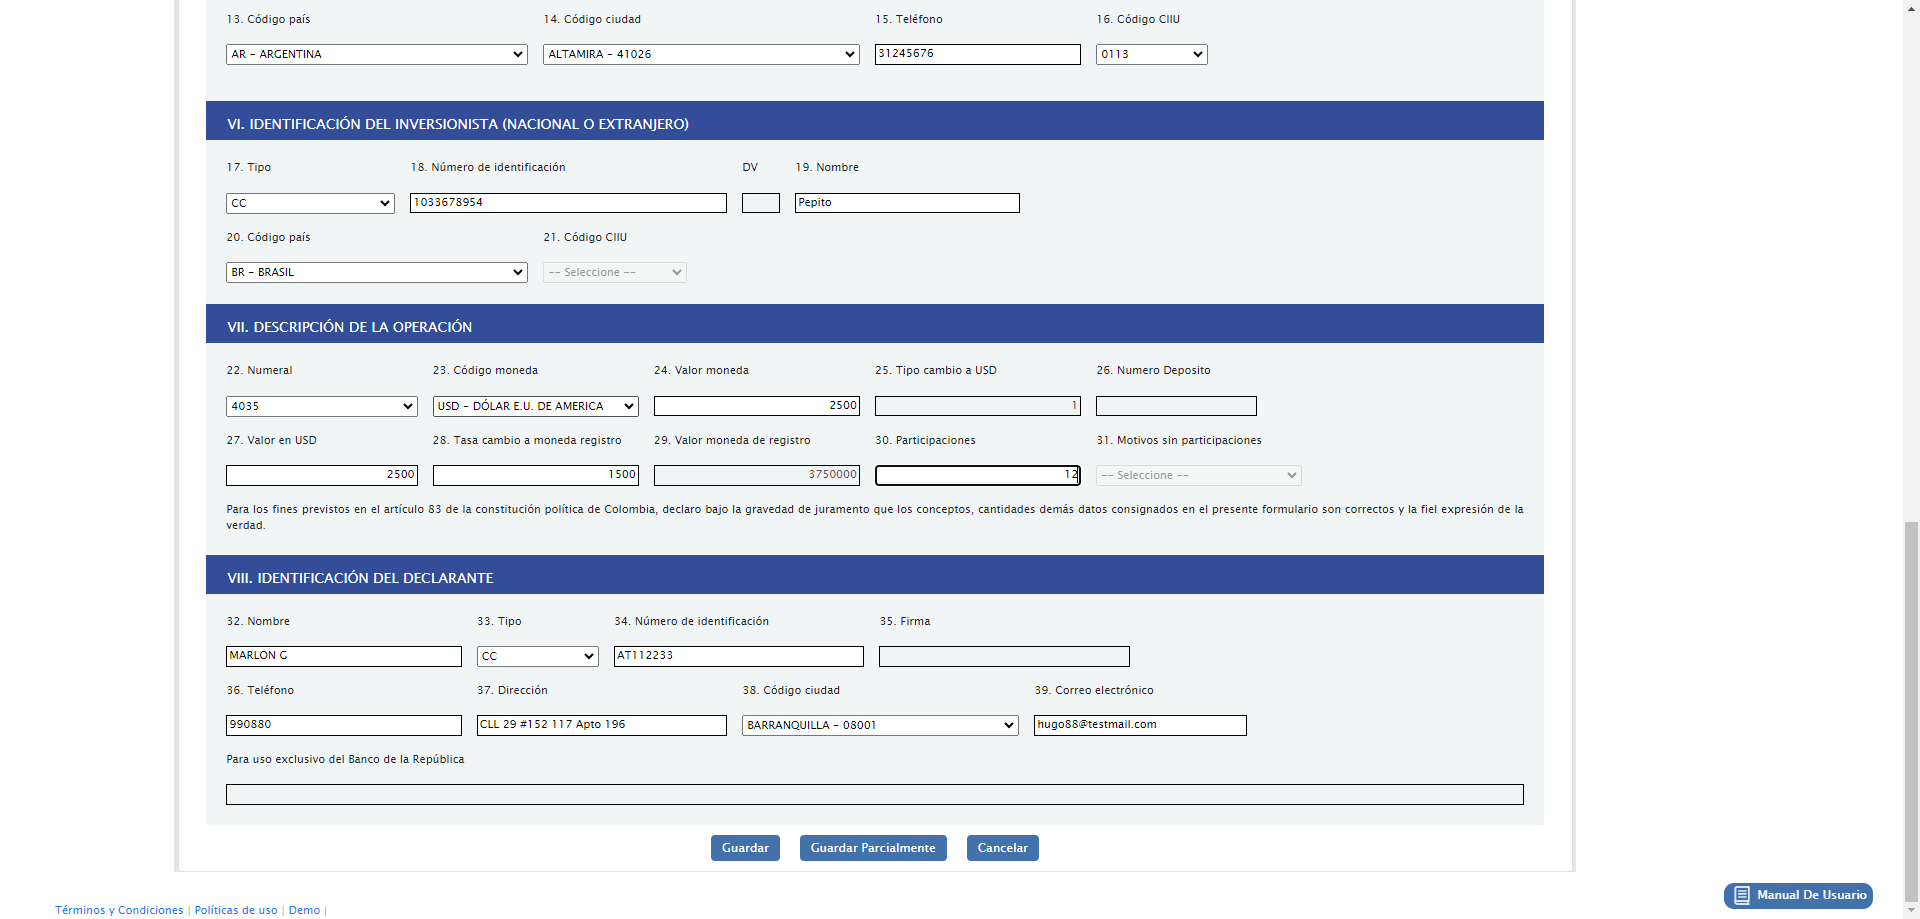 13. Código país 14. Código ciudad 15. Teléfono 16. Código CIIU
AR - ARGENTINA ALTAMIRA - 41026 31245676 0113
VI. IDENTIFICACIÓN DEL INVERSIONISTA (NACIONAL O EXTRANJERO)
17. Tipo 18. Número de identificación DV 19. Nombre
CC 1033678954 Pepito
20. Código país 21. Código CIIU
BR - BRASIL -- Seleccione --
VII. DESCRIPCIÓN DE LA OPERACIÓN
22. Numeral 23. Código moneda 24. Valor moneda 25. Tipo cambio a USD 26. Numero Deposito
4035 USD - DÓLAR E.U. DE AMERICA 2500 1
27. Valor en USD 28. Tasa cambio a moneda registro 29. Valor moneda de registro 30. Participaciones 31. Motivos sin participaciones
2500 1500 3750000 12 -- Seleccione --
Para los fines previstos en el artículo 83 de la constitución política de Colombia, declaro bajo la gravedad de juramento que los conceptos, cantidades demás datos consignados en el presente formulario son correctos y la fiel expresión de la
verdad.
VIII. IDENTIFICACIÓN DEL DECLARANTE
32. Nombre 33. Tipo 34. Número de identificación 35. Firma
MARLON G CC AT112233
36. Teléfono 37. Dirección 38. Código ciudad 39. Correo electrónico
990880 CLL 29 #152 117 Apto 196 BARRANQUILLA - 08001 hugo88@testmail.com
Para uso exclusivo del Banco de la República
Guardar Guardar Parcialmente Cancelar
Manual De Usuario
Términos y Condiciones | Políticas de uso | Demo |